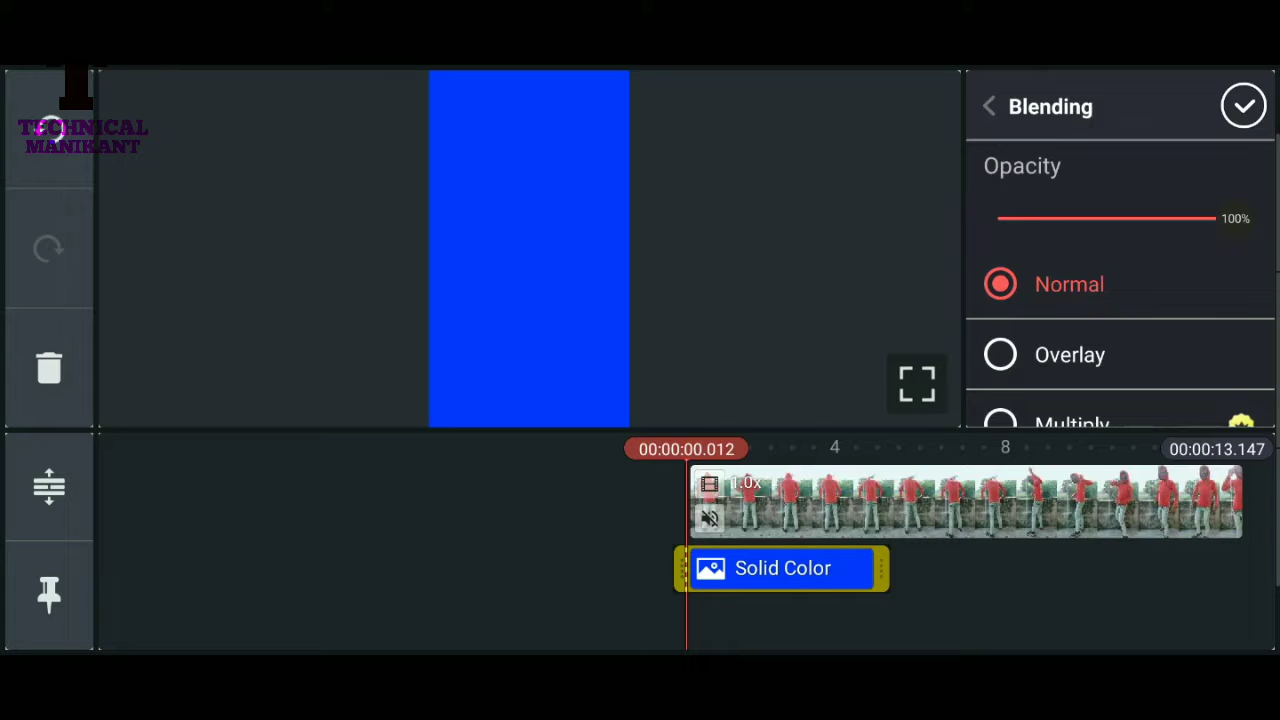 TECHNICAL
MANIKANT
Blending
Opacity
100%
Normal
Overlay
Multiply
00:00:00.012
4
8
00:00:13.147
1.0x
Solid Color